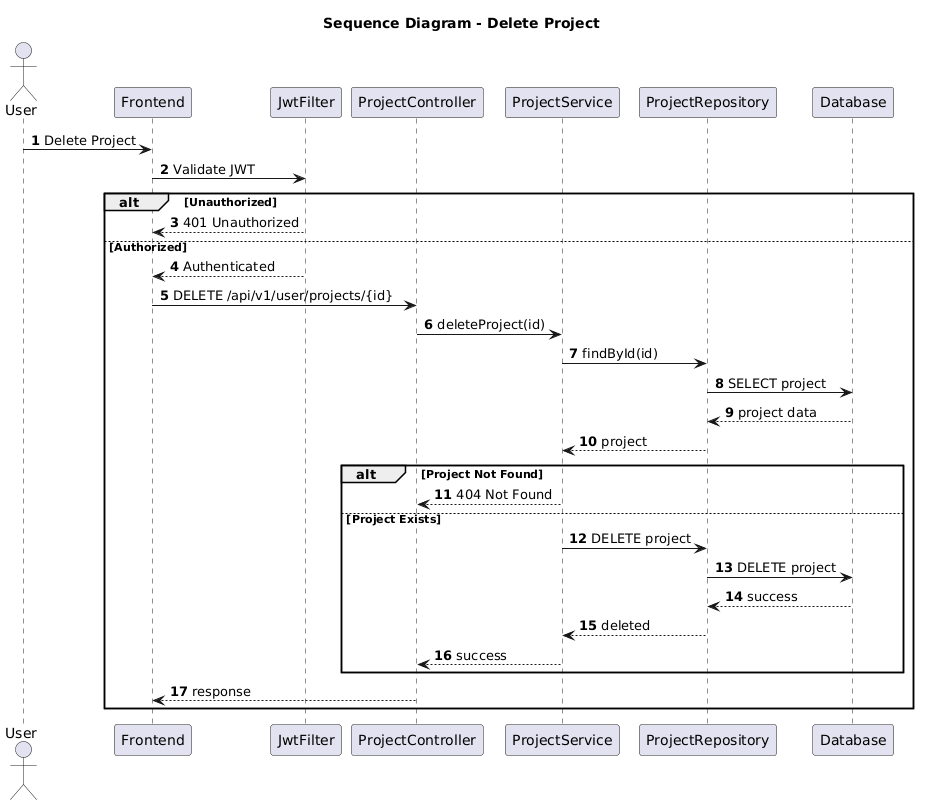 Sequence Diagram - Delete Project
User
Frontend JwtFilter ProjectController ProjectService ProjectRepository Database
1 Delete Project
2 Validate JWT
alt [Unauthorized]
3 401 Unauthorized
[Authorized]
4 Authenticated
5 DELETE /api/v1/user/projects/{id}
6 deleteProject(id)
7 findById(id)
8 SELECT project
9 project data
10 project
alt [Project Not Found]
11 404 Not Found
[Project Exists]
12 DELETE project
13 DELETE project
14 success
15 deleted
16 success
17 response
User
Frontend JwtFilter ProjectController ProjectService ProjectRepository Database